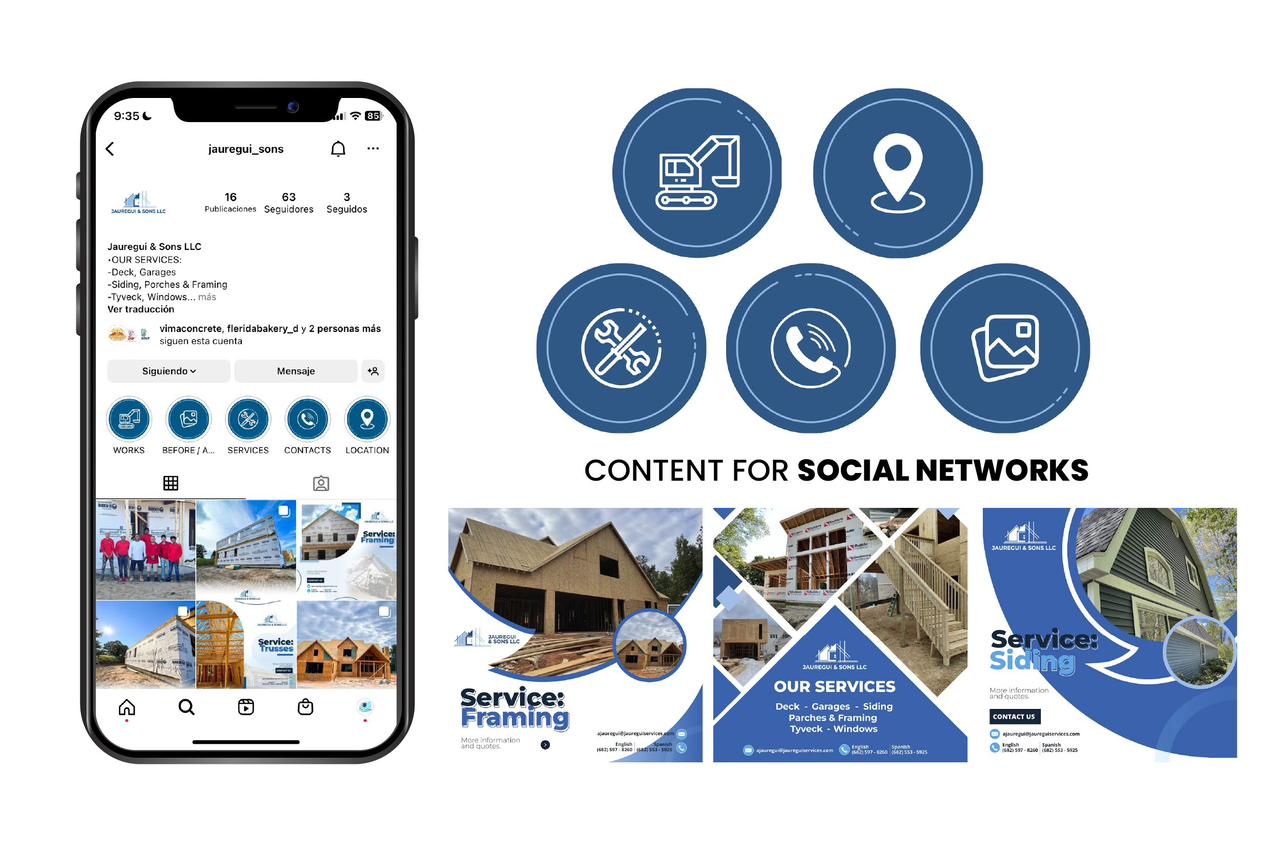 9:35
85
jauregui_sons
JAUREGUI & SONS LLC
16 63 3
Publicaciones Seguidores Seguidos
Jauregui & Sons LLC
•OUR SERVICES:
-Deck, Garages
-Siding, Porches & Framing
-Tyveck, Windows... más
Ver traducción
vimaconcrete, fleridabakery_d y 2 personas más
siguen esta cuenta
Siguiendo
Mensaje
WORKS BEFORE / A... SERVICES CONTACTS LOCATION
Service:
Framing
Service:
Trusses
CONTENT FOR SOCIAL NETWORKS
JAUREGUI
& SONS LLC
Service:
Framing
More information
and quotes.
ajauregui@jaureguiservices.com
English Spanish
(682) 597 - 8260 (682) 553 - 5925
JAUREGUI & SONS LLC
OUR SERVICES
Deck - Garages - Siding
Parches & Framing
Tyveck - Windows
ajauregui@jaureguiservices.com
English Spanish
(682) 597 - 8260 (682) 553 - 5925
JAUREGUI & SONS LLC
Service:
Siding
More information
and quotes.
CONTACT US
ajauregui@jaureguiservices.com
English Spanish
(682) 597 - 8260 (682) 553 - 5925